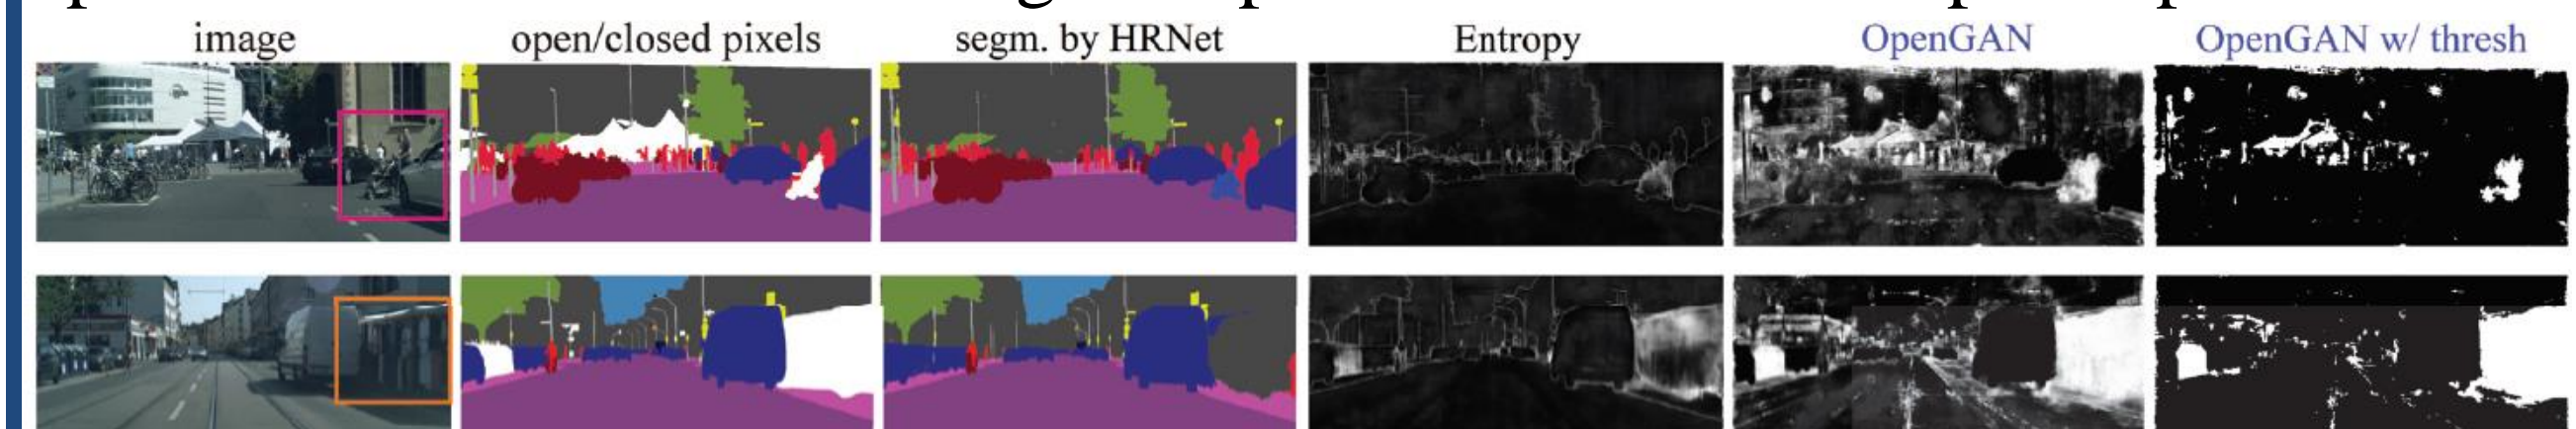 image open/closed pixels segm. by HRNet Entropy OpenGAN OpenGAN w/ thresh